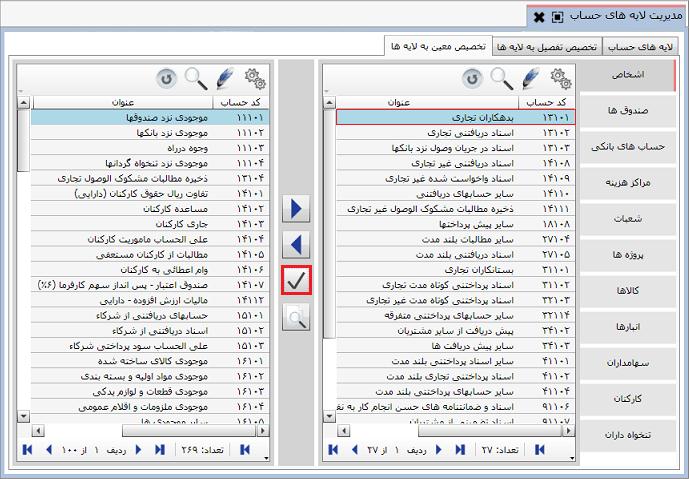 مدیریت لایه های حساب
لایه های حساب
تخصیص تفصیل به لایه ها
تخصیص معین به لایه ها
اشخاص
صندوق ها
حساب های بانکی
مراکز هزینه
شعبات
پروژه ها
کالاها
انبارها
سهامداران
کارکنان
تنخواه داران
کد حساب عنوان
۱۳۱۰۱ بدهکاران تجاری
۱۳۱۰۲ اسناد دریافتنی تجاری
۱۳۱۰۳ اسناد در جریان وصول نزد بانکها
۱۴۱۰۸ اسناد دریافتنی غیر تجاری
۱۴۱۰۹ اسناد واخواست شده غیر تجاری
۱۴۱۱۰ سایر حسابهای دریافتنی
۱۴۱۱۱ ذخیره مطالبات مشکوک الوصول غیر تجاری
۱۸۱۰۸ سایر پیش پرداختها
۲۷۱۰۴ سایر مطالبات بلند مدت
۲۷۱۰۵ اسناد دریافتنی بلند مدت
۳۱۱۰۱ بستانکاران تجاری
۳۱۱۰۲ اسناد پرداختنی کوتاه مدت تجاری
۳۲۱۰۳ اسناد پرداختنی کوتاه مدت غیر تجاری
۳۲۱۱۴ حسابهای پرداختنی متفرقه
۳۴۱۰۲ پیش دریافت از سایر مشتریان
۳۴۱۰۳ سایر پیش دریافت ها
۴۱۱۰۱ سایر اسناد پرداختنی بلند مدت
۴۱۱۰۲ اسناد پرداختنی تجاری بلند مدت
۴۱۱۰۴ سایر حسابهای پرداختنی بلند مدت
۹۱۱۰۶ اسناد و ضمانتنامه های حسن انجام کار به نف
ردیف ۱ از ۲۷ تعداد: ۲۷
کد حساب عنوان
۱۱۱۰۱ موجودی نزد صندوقها
۱۱۱۰۲ موجودی نزد بانکها
۱۱۱۰۳ وجوه درراه
۱۱۱۰۴ موجودی نزد تنخواه گردانها
۱۳۱۰۴ ذخیره مطالبات مشکوک الوصول تجاری
۱۴۱۰۱ تفاوت ریال حقوق کارکنان (دارایی)
۱۴۱۰۲ مساعده کارکنان
۱۴۱۰۳ جاری کارکنان
۱۴۱۰۴ علی الحساب ماموریت کارکنان
۱۴۱۰۵ مطالبات از کارکنان مستعفی
۱۴۱۰۶ وام اعطائی به کارکنان
۱۴۱۰۷ صندوق اعتبار - پس انداز سهم کارفرما (۶%)
۱۴۱۱۲ مالیات ارزش افزوده - دارایی
۱۵۱۰۱ حسابهای دریافتنی از شرکاء
۱۵۱۰۲ اسناد دریافتنی از شرکاء
۱۵۱۰۳ علی الحساب سود پرداختی شرکاء
۱۶۱۰۱ موجودی کالای ساخته شده
۱۶۱۰۲ موجودی مواد اولیه و بسته بندی
۱۶۱۰۳ موجودی قطعات و لوازم یدکی
۱۶۱۰۴ موجودی ملزومات و اقلام عمومی
۱۶۱۰۵ سایر موجودی ها
ردیف ۱ از ۱۰۰ تعداد: ۲۶۹